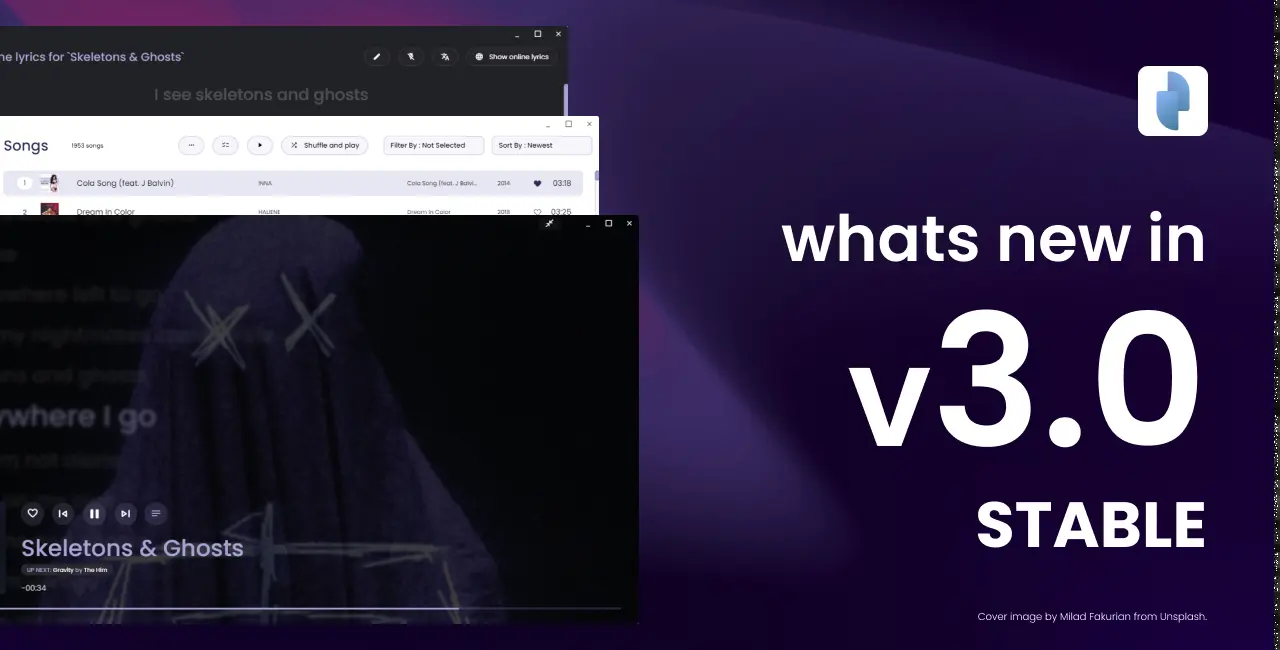 ne lyrics for `Skeletons & Ghosts`
Show online lyrics
I see skeletons and ghosts
Songs
1953 songs
Shuffle and play
Filter By : Not Selected
Sort By : Newest
1 Cola Song (feat. J Balvin) INNA Cola Song (feat. J Balvi... 2014 03:18
2 Dream In Color HALIENE Dream In Color 2018 03:25
ywhere I go
Skeletons & Ghosts
UP NEXT: Gravity by The Him
-00:34
whats new in
v3.0
STABLE
Cover image by Milad Fakurian from Unsplash.